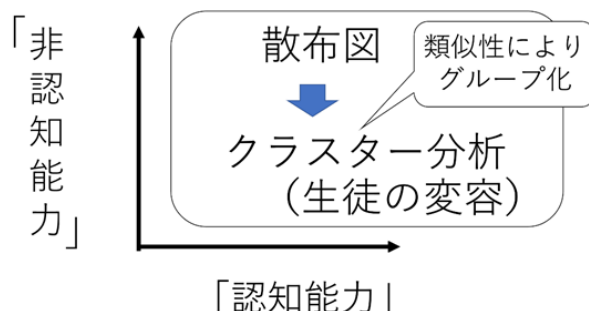 「非認知能力」
散布図
類似性により
グループ化
クラスター分析
(生徒の変容)
「認知能力」